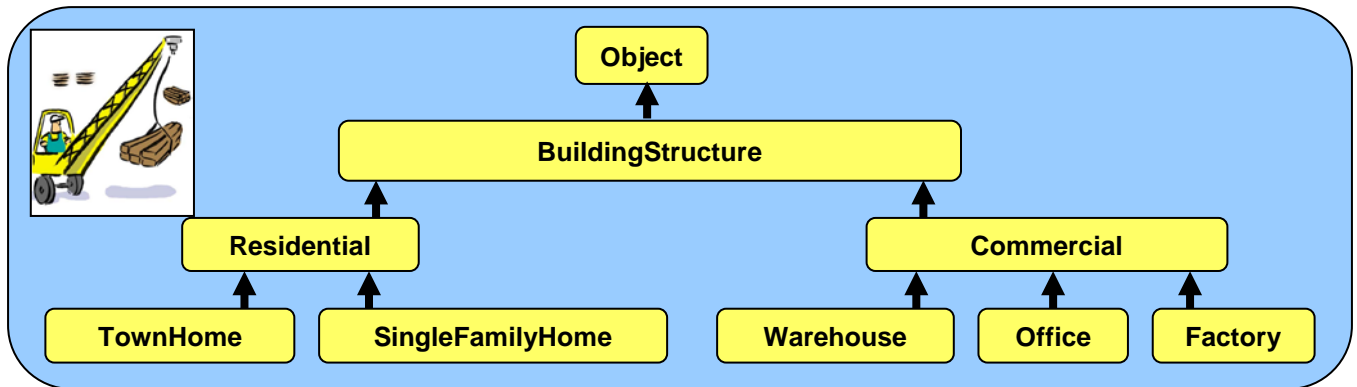 Object
BuildingStructure
Residential
Commercial
TownHome
SingleFamilyHome
Warehouse
Office
Factory